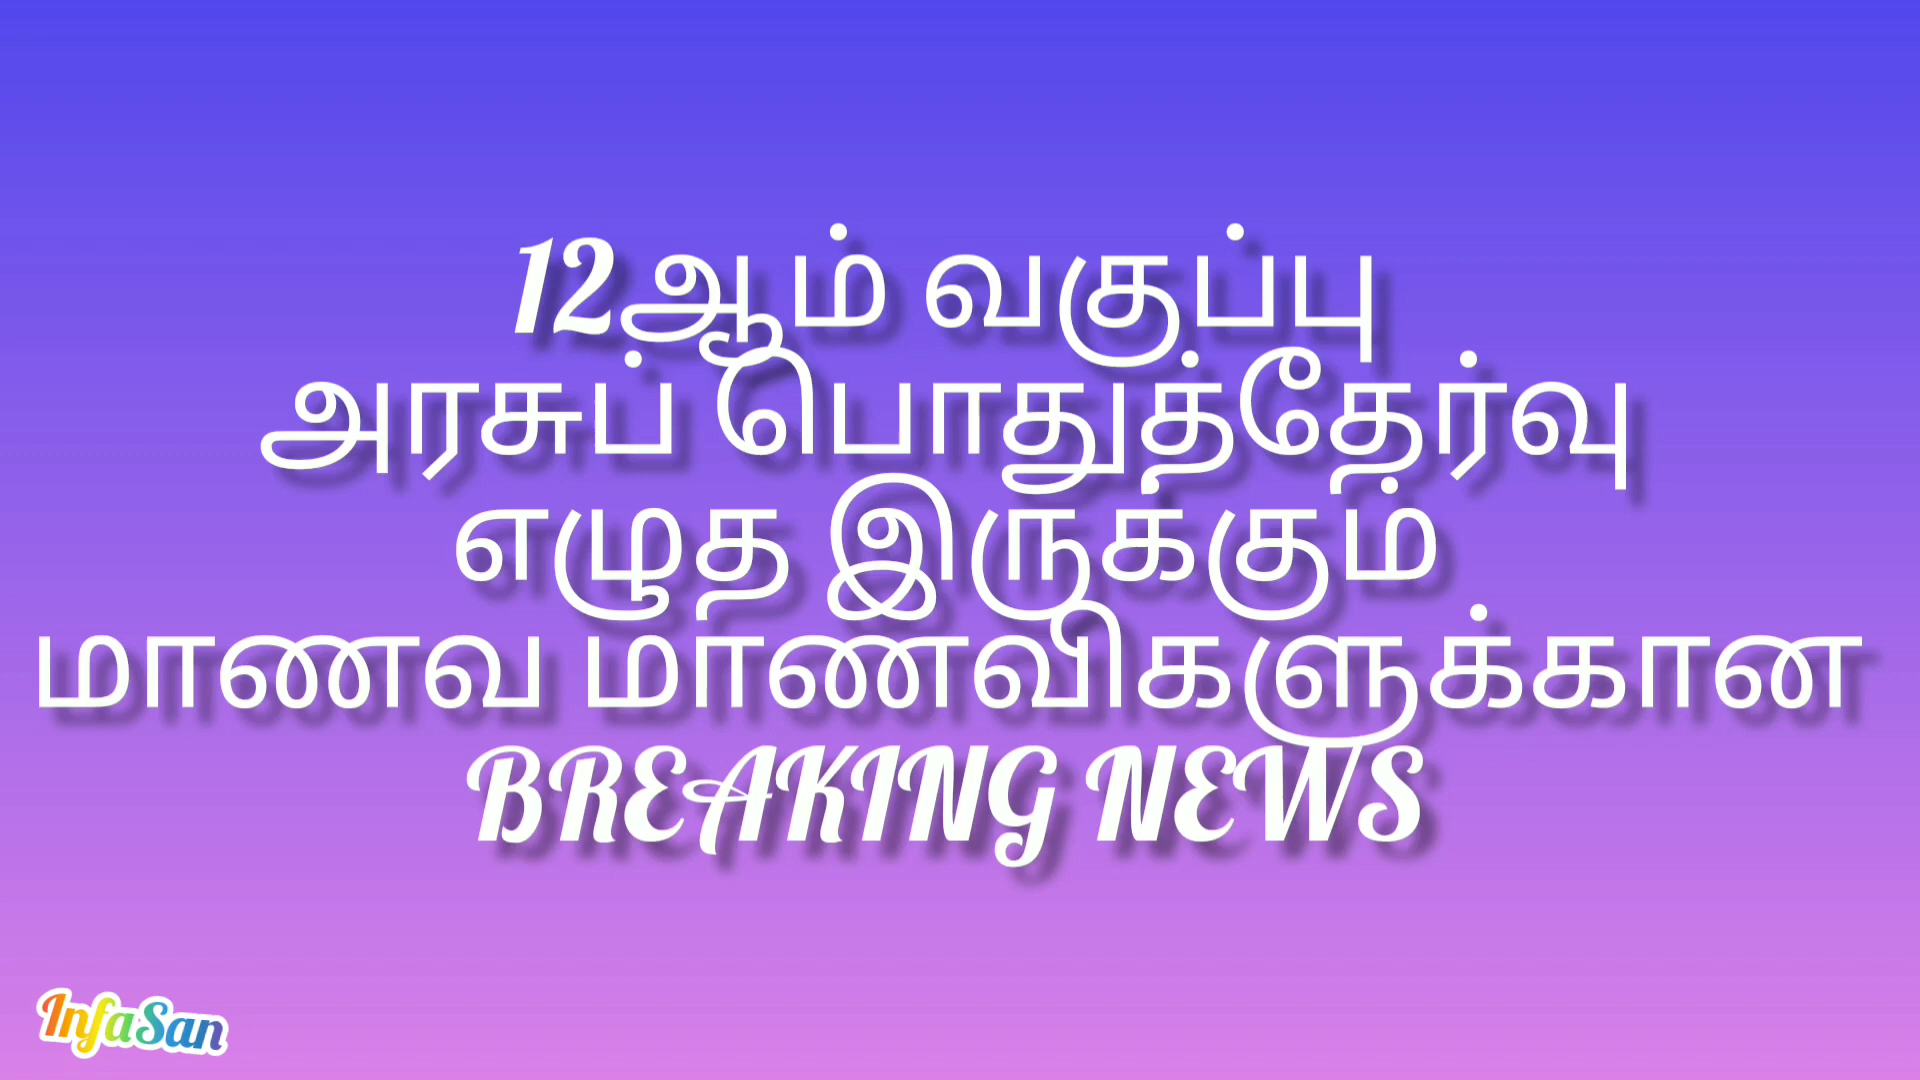 12ஆம் வகுப்பு
அரசுப் பொதுத்தேர்வு
எழுத இருக்கும்
மாணவ மாணவிகளுக்கான
BREAKING NEWS
InfaSan